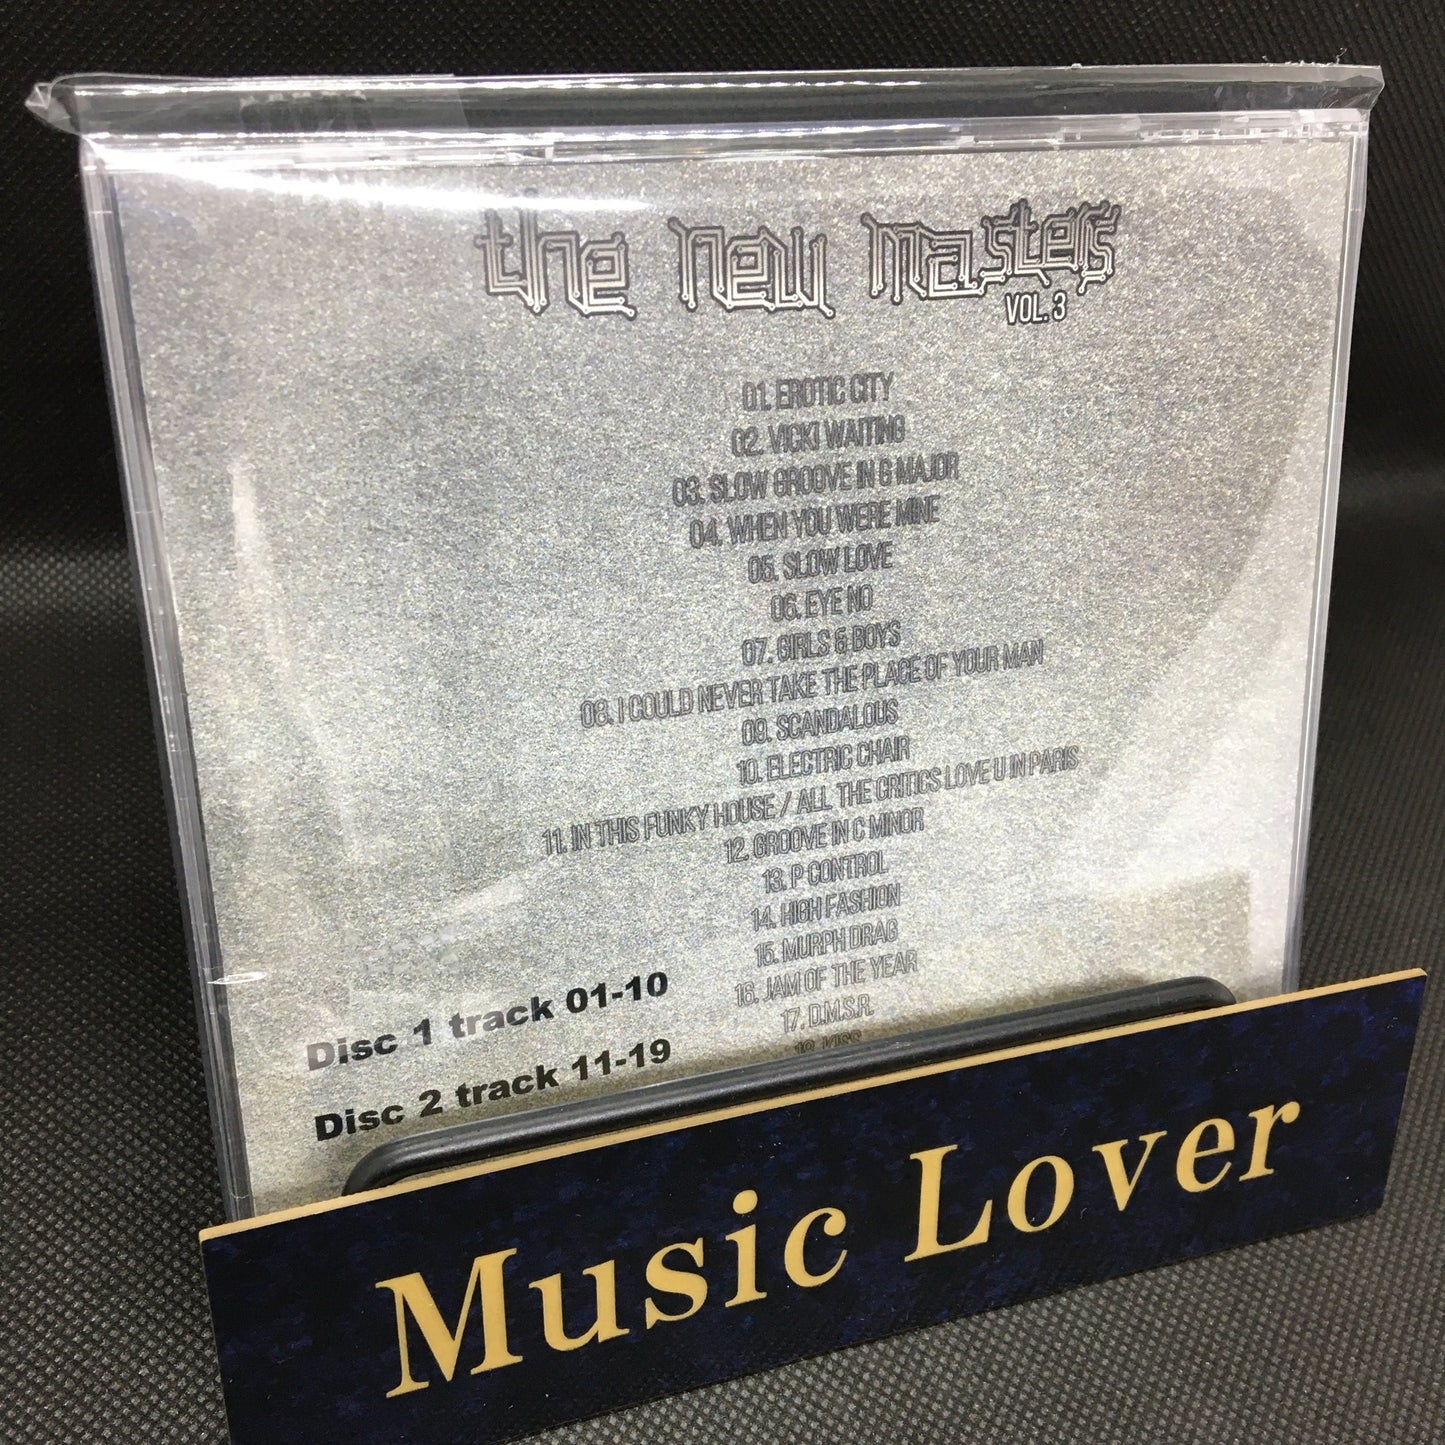 the new masters
VOL. 3
01. EROTIC CITY
02. VICKI WAITING
03. SLOW GROOVE IN G MAJOR
04. WHEN YOU WERE MINE
05. SLOW LOVE
06. EYE NO
07. GIRLS & BOYS
08. I COULD NEVER TAKE THE PLACE OF YOUR MAN
09. SCANDALOUS
10. ELECTRIC CHAIR
11. IN THIS FUNKY HOUSE / ALL THE CRITICS LOVE U IN PARIS
12. GROOVE IN C MINOR
13. P CONTROL
14. HIGH FASHION
15. MURPH DRAG
16. JAM OF THE YEAR
17. D.M.S.R.
18. KISS
Disc 1 track 01-10
Disc 2 track 11-19
Music Lover